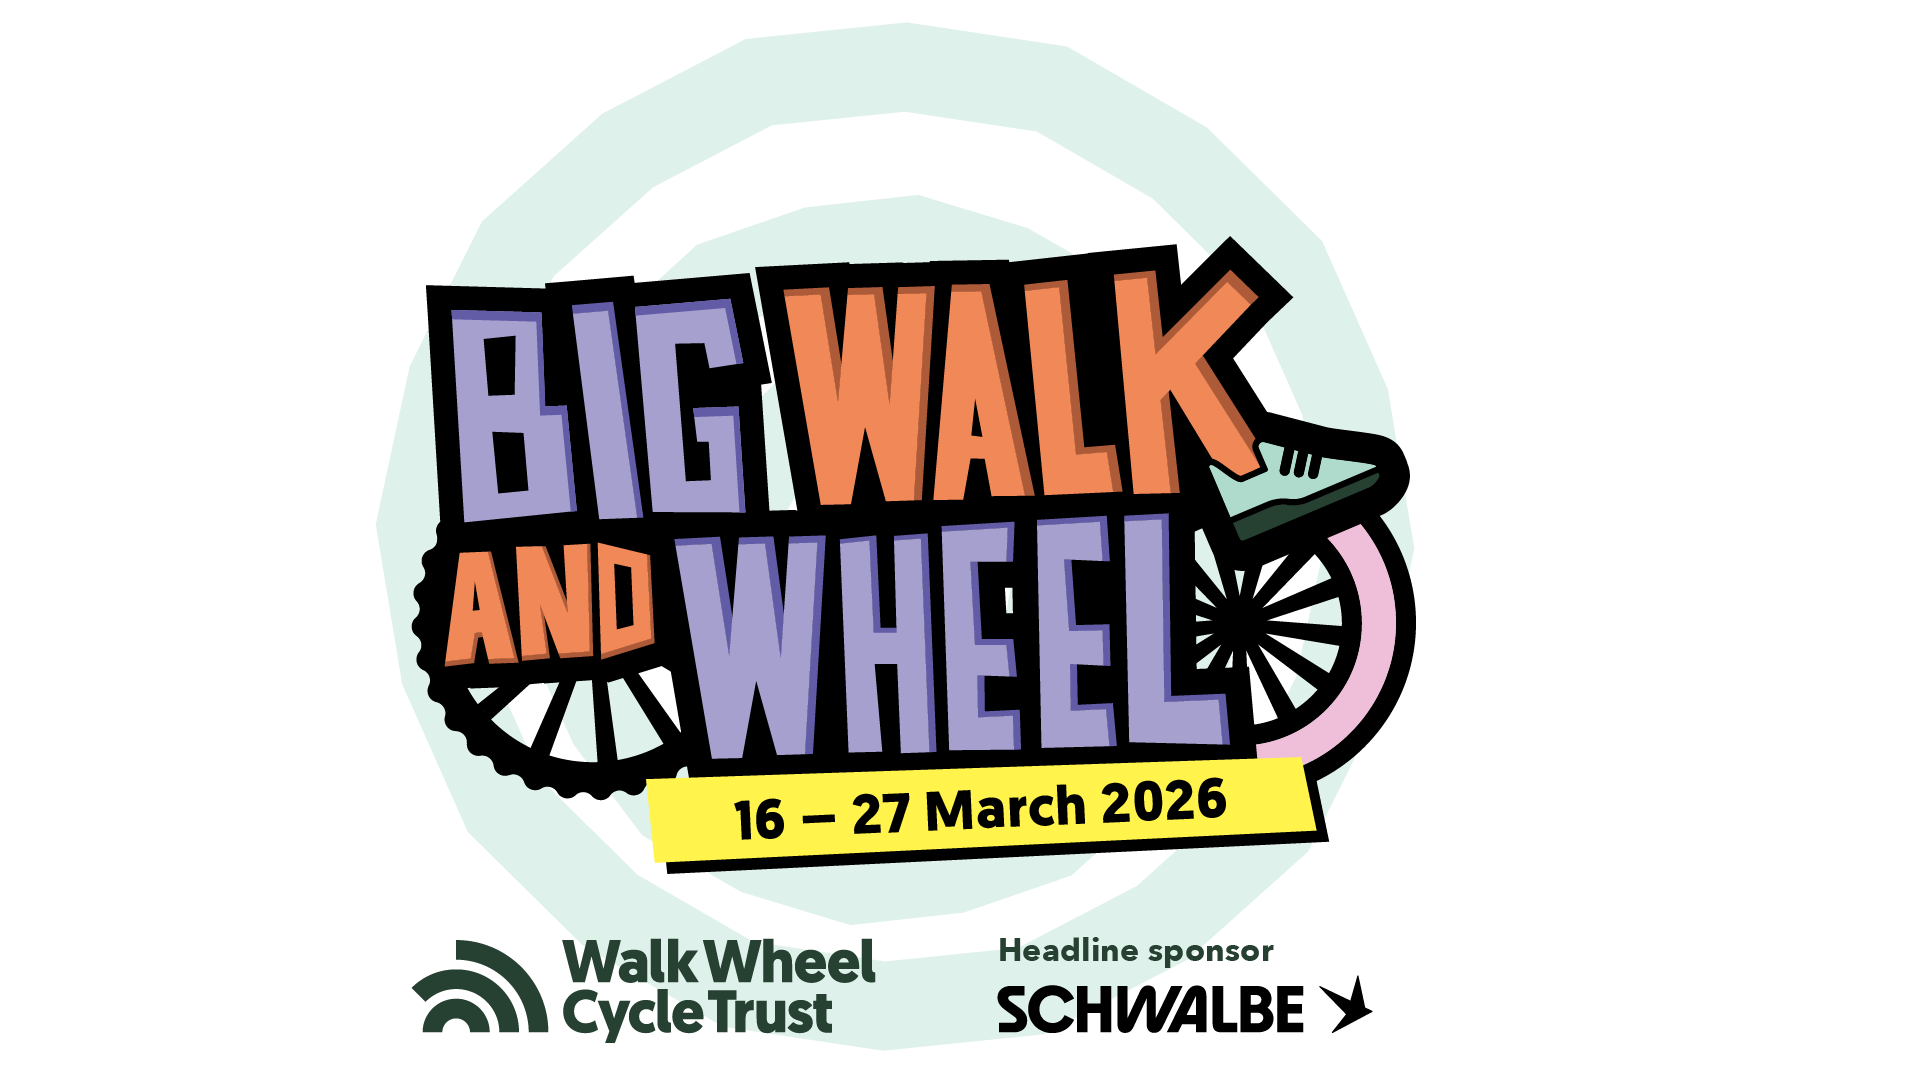 BIG WALK
AND WHEEL
16 – 27 March 2026
Walk Wheel
Cycle Trust
Headline sponsor
SCHWALBE